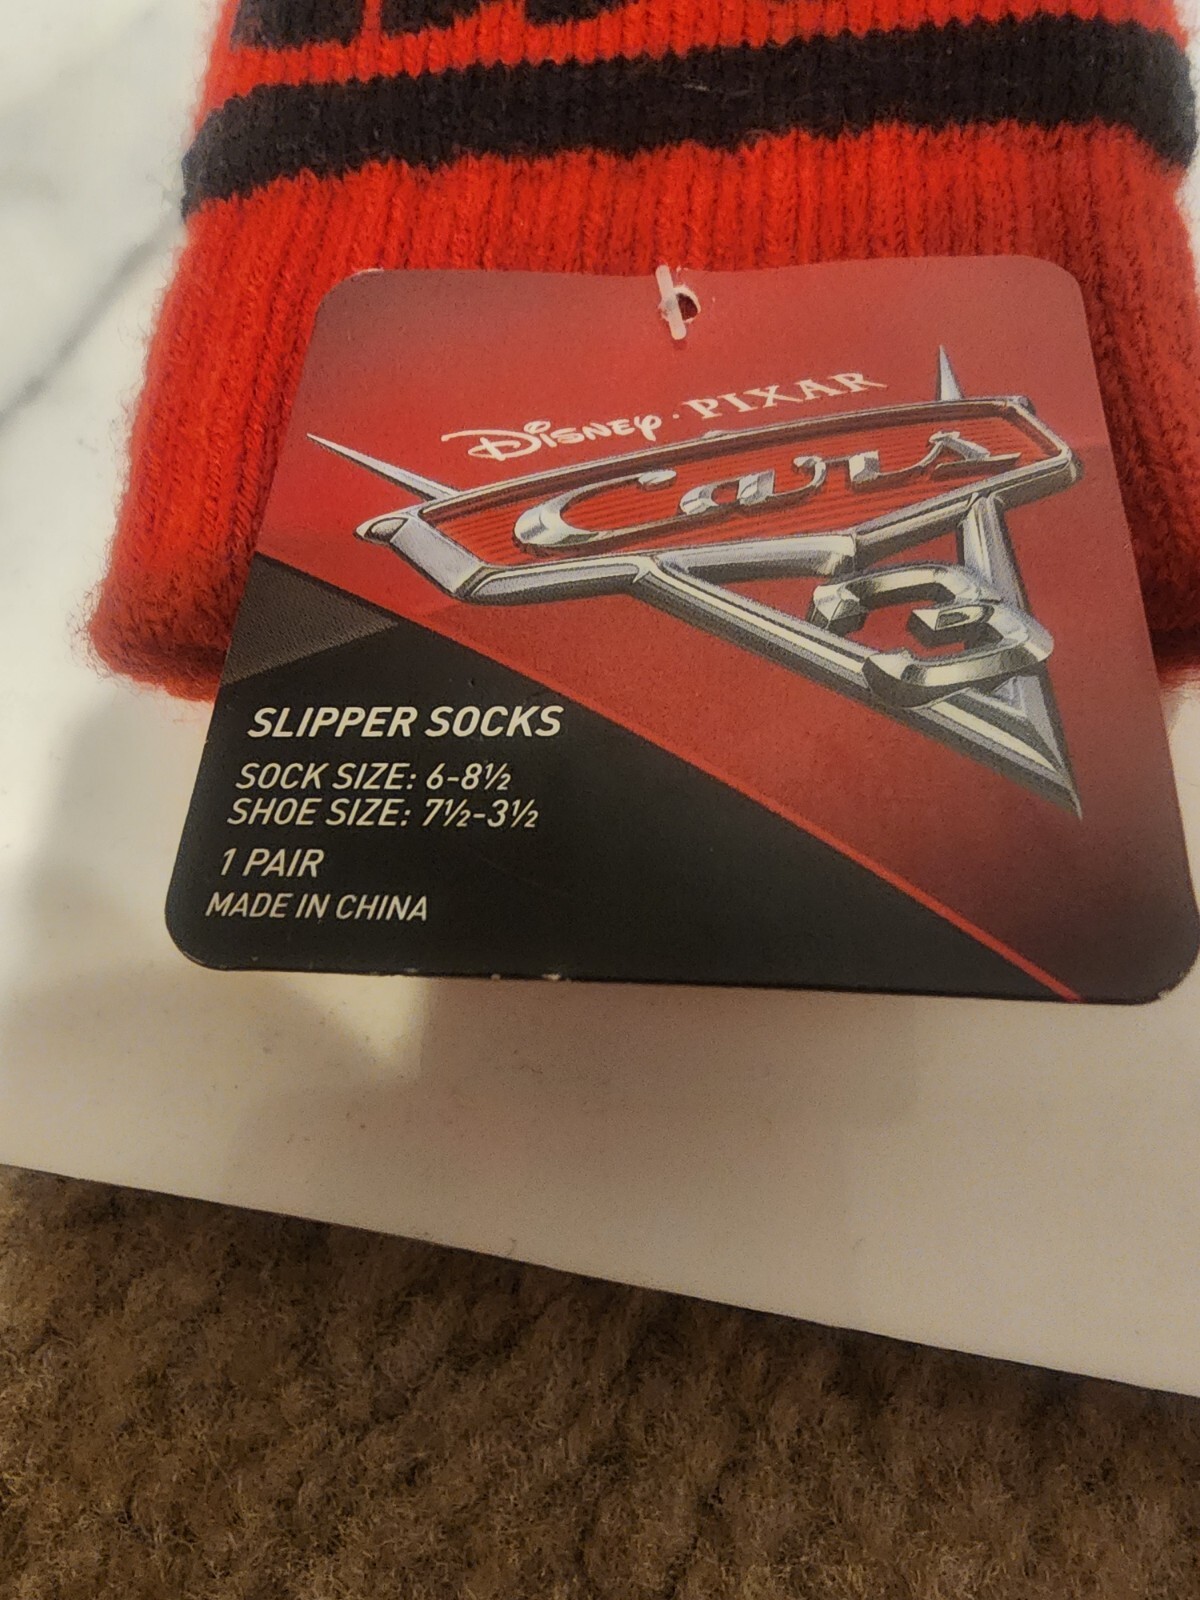 DISNEY · PIXAR
Cars
3
SLIPPER SOCKS
SOCK SIZE: 6-8½
SHOE SIZE: 7½-3½
1 PAIR
MADE IN CHINA